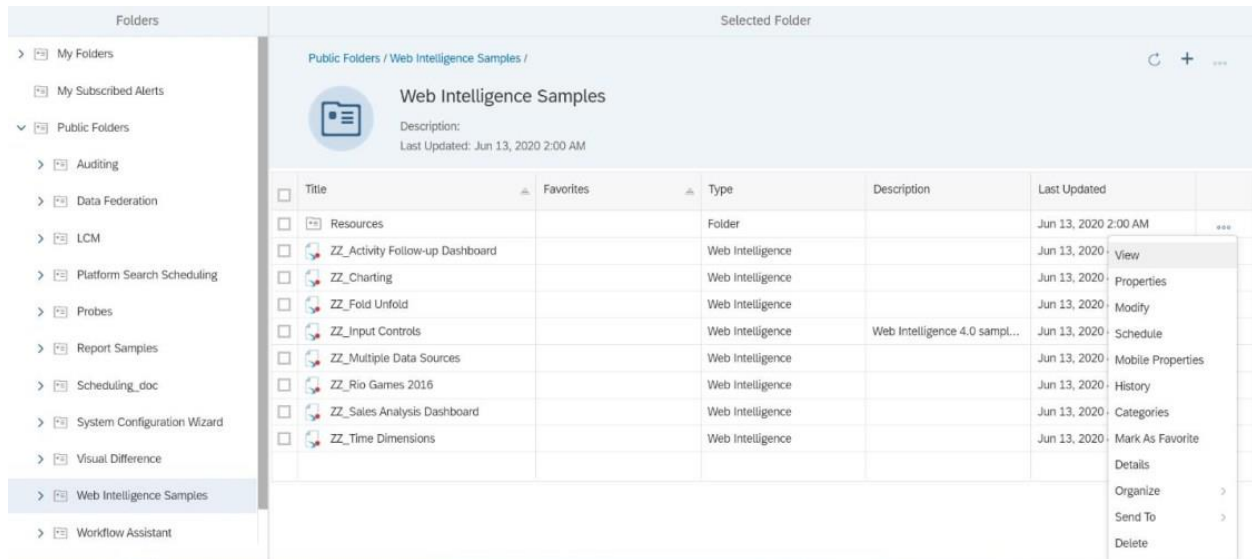 Folders
Selected Folder
My Folders
My Subscribed Alerts
Public Folders
Auditing
Data Federation
LCM
Platform Search Scheduling
Probes
Report Samples
Scheduling_doc
System Configuration Wizard
Visual Difference
Web Intelligence Samples
Workflow Assistant
Public Folders / Web Intelligence Samples /
Web Intelligence Samples
Description:
Last Updated: Jun 13, 2020 2:00 AM
Title Favorites Type Description Last Updated
Resources Folder Jun 13, 2020 2:00 AM
ZZ_Activity Follow-up Dashboard Web Intelligence Jun 13, 2020
ZZ_Charting Web Intelligence Jun 13, 2020
ZZ_Fold Unfold Web Intelligence Jun 13, 2020
ZZ_Input Controls Web Intelligence Web Intelligence 4.0 sampl... Jun 13, 2020
ZZ_Multiple Data Sources Web Intelligence Jun 13, 2020
ZZ_Rio Games 2016 Web Intelligence Jun 13, 2020
ZZ_Sales Analysis Dashboard Web Intelligence Jun 13, 2020
ZZ_Time Dimensions Web Intelligence Jun 13, 2020
View
Properties
Modify
Schedule
Mobile Properties
History
Categories
Mark As Favorite
Details
Organize
Send To
Delete